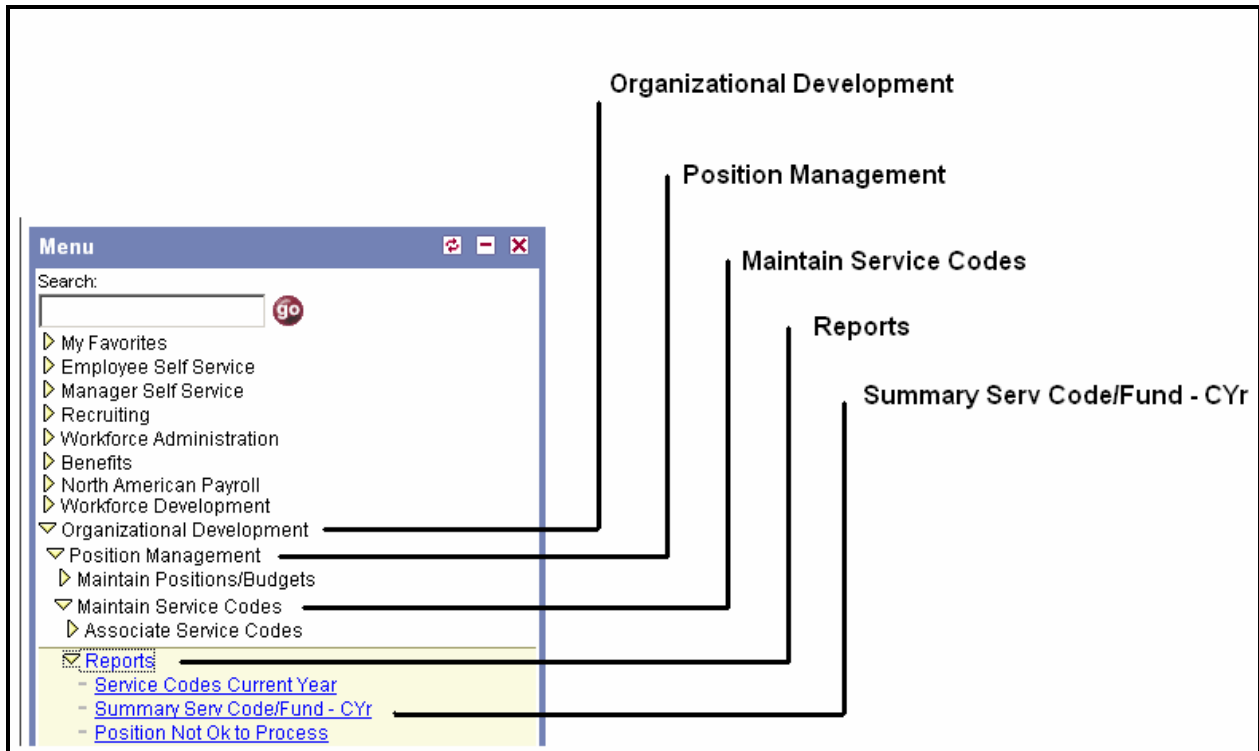 Organizational Development
Position Management
Maintain Service Codes
Reports
Summary Serv Code/Fund - CYr
Menu
Search:
go
My Favorites
Employee Self Service
Manager Self Service
Recruiting
Workforce Administration
Benefits
North American Payroll
Workforce Development
Organizational Development
Position Management
Maintain Positions/Budgets
Maintain Service Codes
Associate Service Codes
Reports
Service Codes Current Year
Summary Serv Code/Fund - CYr
Position Not Ok to Process